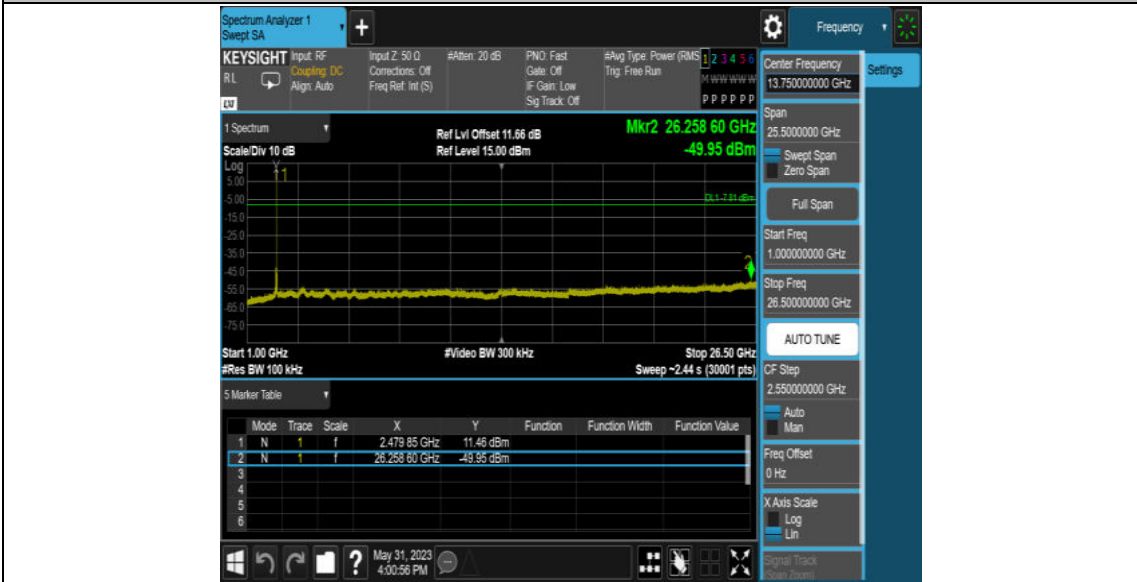 Spectrum Analyzer 1
Swept SA
+
Frequency
KEYSIGHT
RL
LXI
Input: RF
Coupling: DC
Align: Auto
Input Z: 50 Ω
Corrections: Off
Freq Ref: Int (S)
#Atten: 20 dB
PNO: Fast
Gate: Off
IF Gain: Low
Sig Track: Off
#Avg Type: Power (RMS
Trig: Free Run
1 2 3 4 5 6
M W W W W W
P P P P P P
Center Frequency
13.750000000 GHz
Settings
Span
25.5000000 GHz
Swept Span
Zero Span
Full Span
Start Freq
1.000000000 GHz
Stop Freq
26.500000000 GHz
AUTO TUNE
CF Step
2.550000000 GHz
Auto
Man
Freq Offset
0 Hz
X Axis Scale
Log
Lin
Signal Track
(Span Zoom)
1 Spectrum
Scale/Div 10 dB
Ref Lvl Offset 11.66 dB
Ref Level 15.00 dBm
Mkr2 26.258 60 GHz
-49.95 dBm
Log
1
5.00
-5.00
DL1 -7.91 dBm
-15.0
-25.0
-35.0
2
-45.0
-55.0
-65.0
-75.0
Start 1.00 GHz
#Video BW 300 kHz
Stop 26.50 GHz
#Res BW 100 kHz
Sweep ~2.44 s (30001 pts)
5 Marker Table
Mode Trace Scale X Y Function Function Width Function Value
1 N 1 f 2.479 85 GHz 11.46 dBm
2 N 1 f 26.258 60 GHz -49.95 dBm
3
4
5
6
?
May 31, 2023
4:00:56 PM